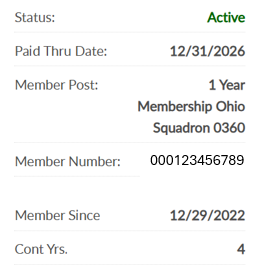 Status: Active
Paid Thru Date: 12/31/2026
Member Post: 1 Year
Membership Ohio
Squadron 0360
Member Number: 000123456789
Member Since 12/29/2022
Cont Yrs. 4